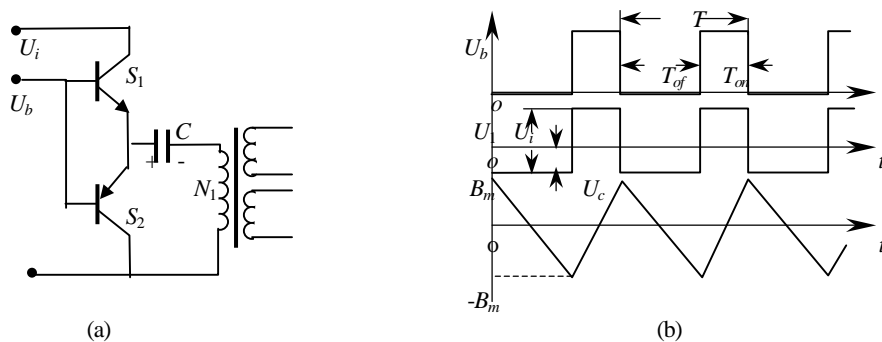 U_i
S_1
U_b
C
+ -
N_1
S_2
(a)
T
U_b
T_of T_on
o
U_1 U_i
o t
B_m U_c
o t
-B_m
(b)